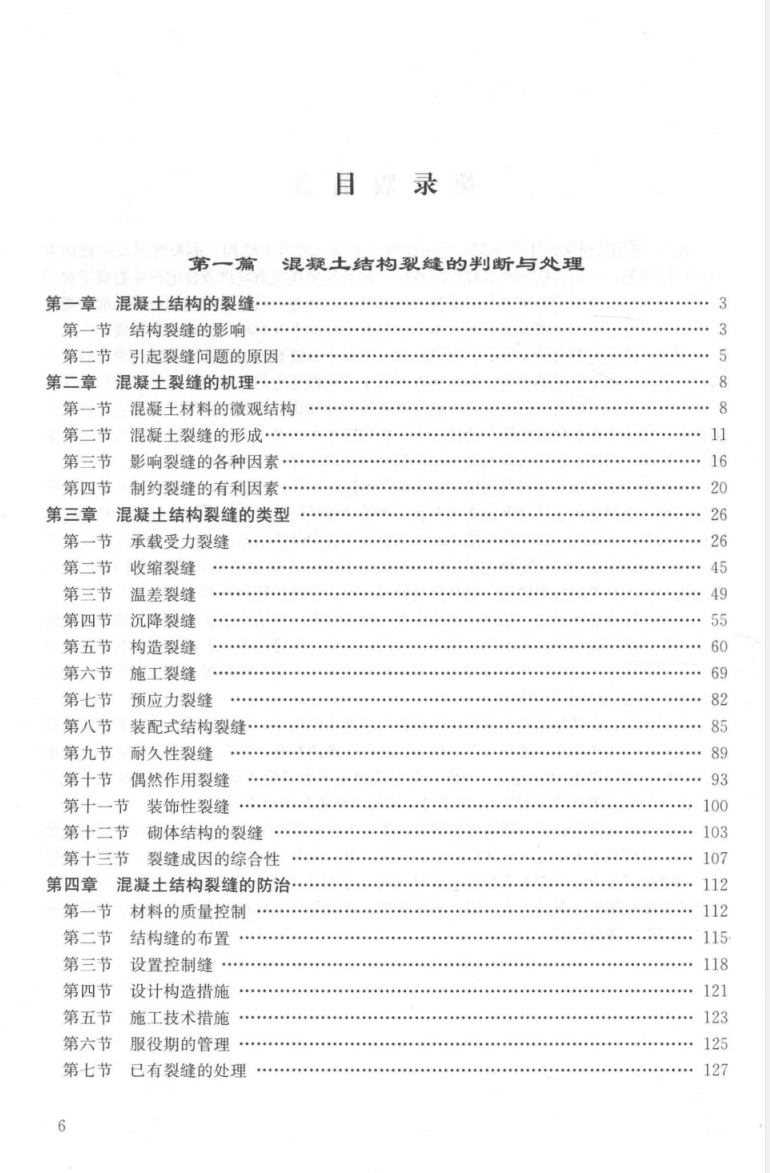 目 录
第一篇 混凝土结构裂缝的判断与处理
第一章 混凝土结构的裂缝…… 3
第一节 结构裂缝的影响…… 3
第二节 引起裂缝问题的原因…… 5
第二章 混凝土裂缝的机理…… 8
第一节 混凝土材料的微观结构…… 8
第二节 混凝土裂缝的形成…… 11
第三节 影响裂缝的各种因素…… 16
第四节 制约裂缝的有利因素…… 20
第三章 混凝土结构裂缝的类型…… 26
第一节 承载受力裂缝…… 26
第二节 收缩裂缝…… 45
第三节 温差裂缝…… 49
第四节 沉降裂缝…… 55
第五节 构造裂缝…… 60
第六节 施工裂缝…… 69
第七节 预应力裂缝…… 82
第八节 装配式结构裂缝…… 85
第九节 耐久性裂缝…… 89
第十节 偶然作用裂缝…… 93
第十一节 装饰性裂缝…… 100
第十二节 砌体结构的裂缝…… 103
第十三节 裂缝成因的综合性…… 107
第四章 混凝土结构裂缝的防治…… 112
第一节 材料的质量控制…… 112
第二节 结构缝的布置…… 115
第三节 设置控制缝…… 118
第四节 设计构造措施…… 121
第五节 施工技术措施…… 123
第六节 服役期的管理…… 125
第七节 已有裂缝的处理…… 127
6